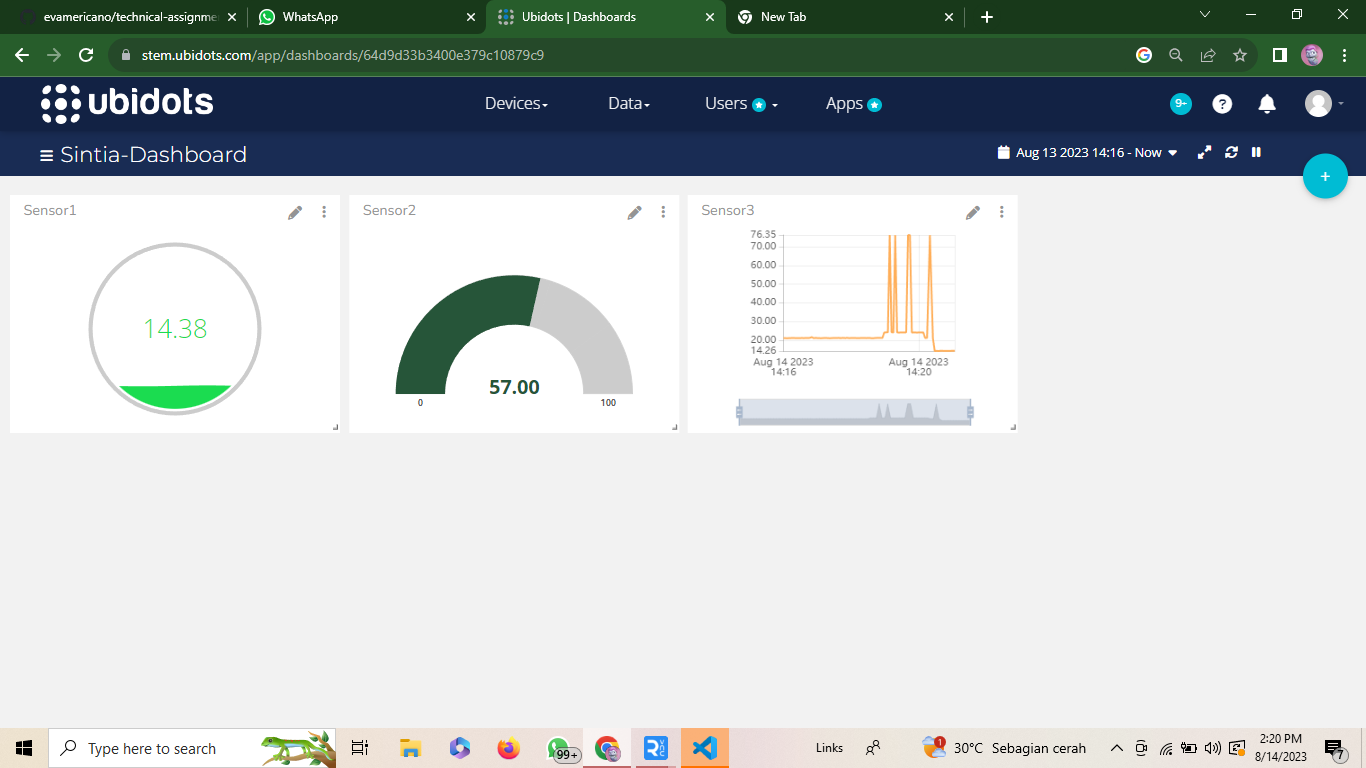 evamericano/technical-assignme
WhatsApp
Ubidots | Dashboards
New Tab
stem.ubidots.com/app/dashboards/64d9d33b3400e379c10879c9
ubidots
Devices
Data
Users
Apps
9+
?
Sintia-Dashboard
Aug 13 2023 14:16 - Now
+
Sensor1
14.38
Sensor2
57.00
0
100
Sensor3
76.35
70.00
60.00
50.00
40.00
30.00
20.00
14.26
Aug 14 2023
14:16
Aug 14 2023
14:20
Type here to search
99+
Links
1
30°C Sebagian cerah
2:20 PM
8/14/2023
7